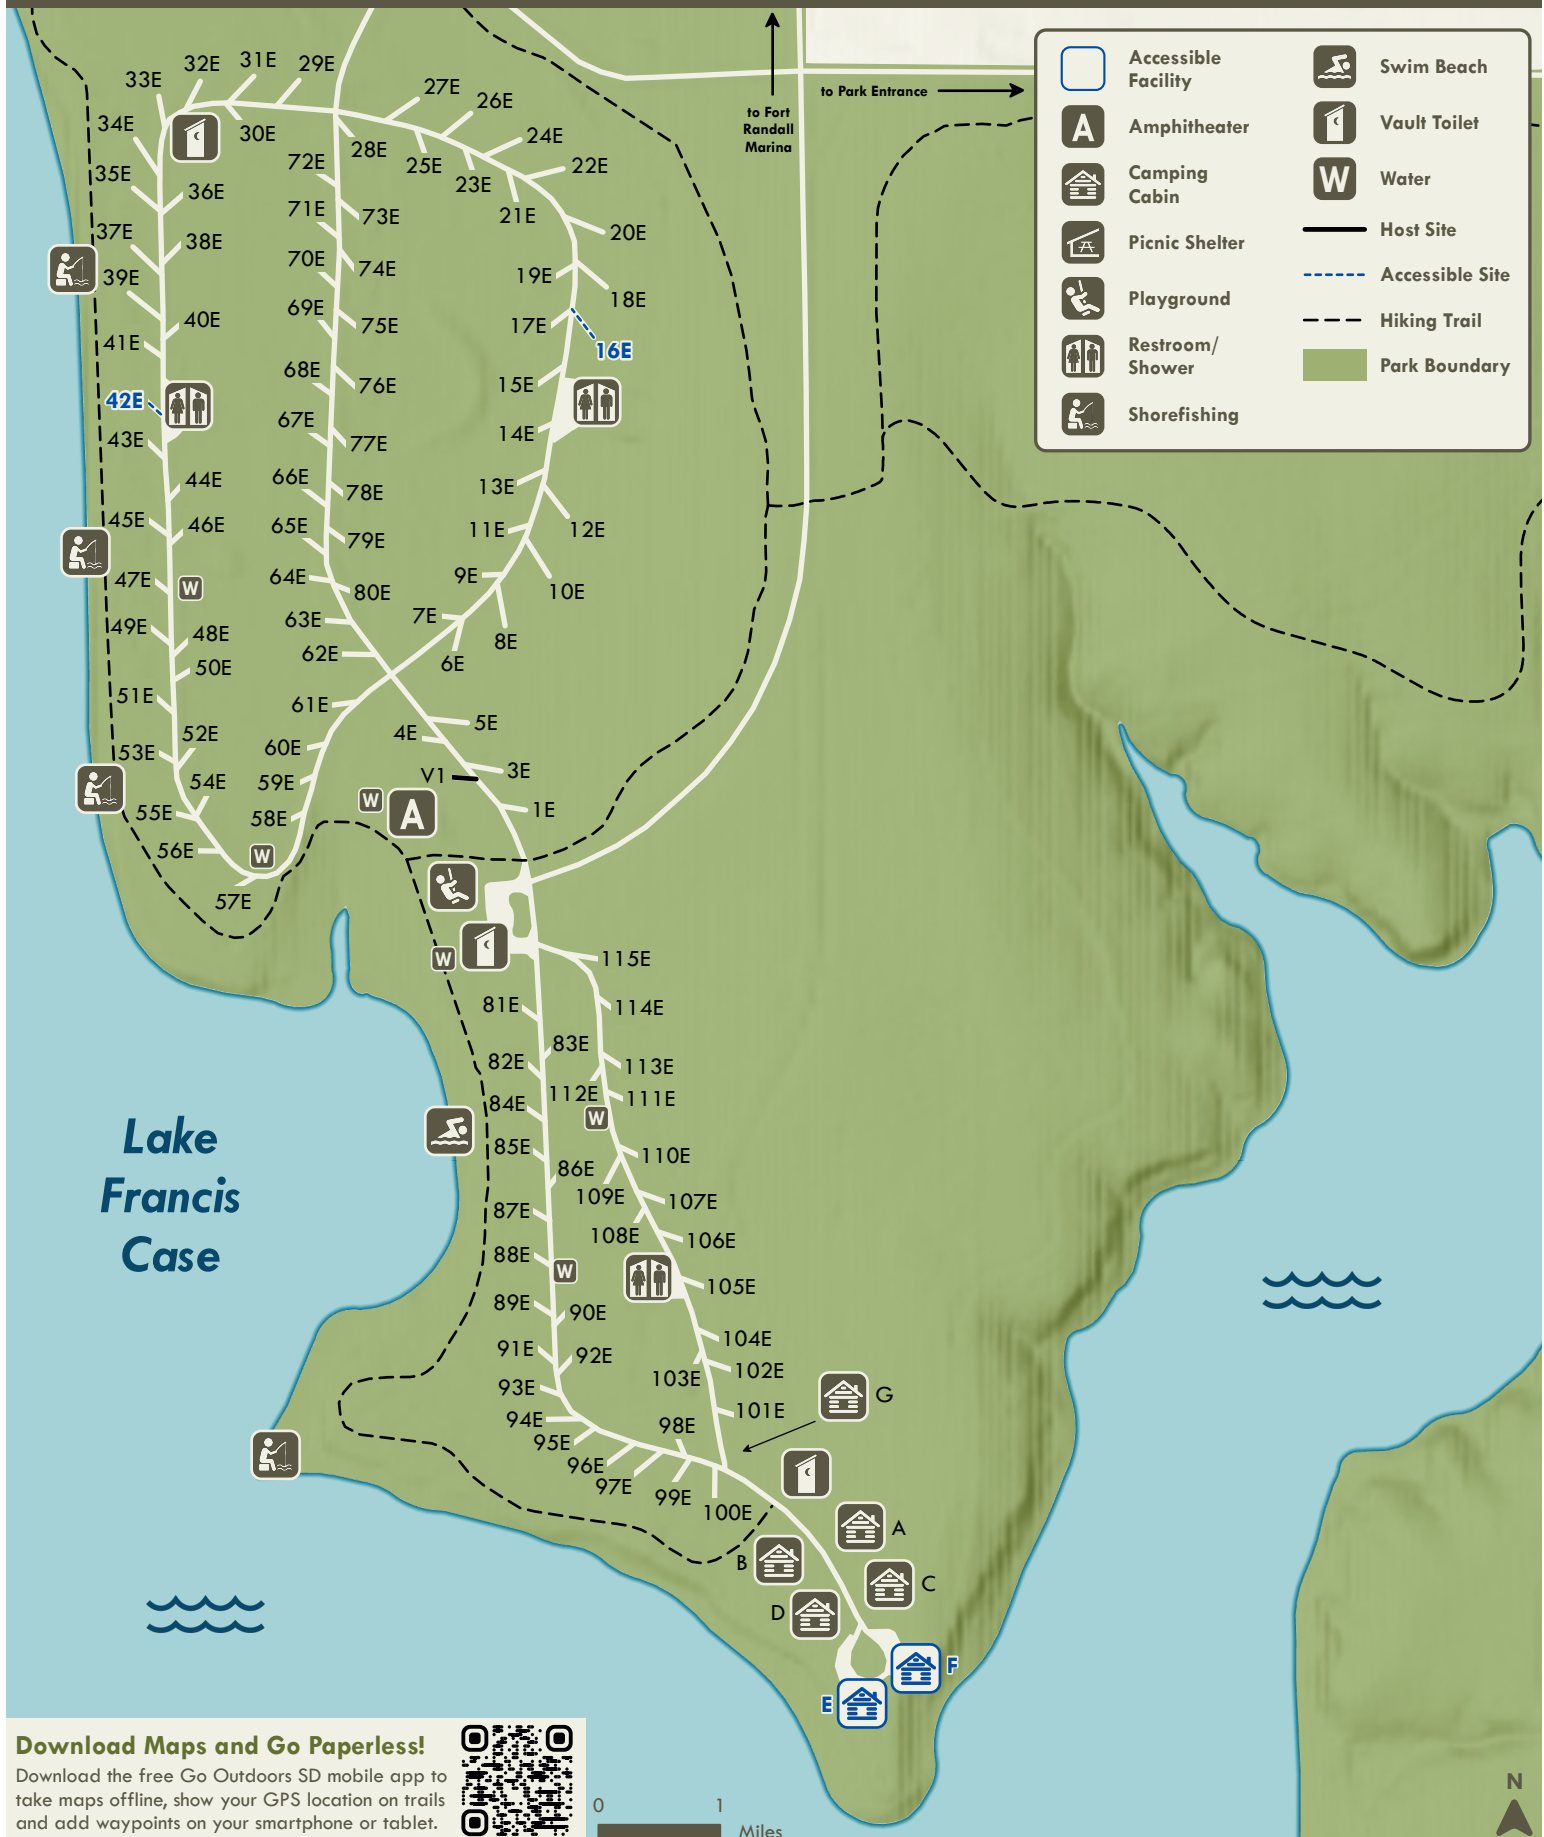 to Fort
Randall
Marina
to Park Entrance
Accessible
Facility
A
Amphitheater
Camping
Cabin
Picnic Shelter
Playground
Restroom/
Shower
Shorefishing
Swim Beach
Vault Toilet
W
Water
Host Site
Accessible Site
Hiking Trail
Park Boundary
33E
32E
31E
29E
27E
26E
24E
22E
34E
30E
28E
25E
23E
21E
20E
35E
36E
72E
37E
38E
71E
73E
39E
70E
74E
19E
18E
40E
69E
75E
17E
16E
41E
68E
76E
15E
42E
43E
67E
77E
14E
44E
66E
78E
13E
45E
46E
65E
79E
11E
12E
47E
W
64E
80E
9E
10E
49E
48E
63E
7E
8E
50E
62E
6E
51E
61E
5E
52E
4E
53E
60E
3E
54E
59E
V1
55E
58E
W
A
1E
56E
W
57E
W
115E
81E
114E
83E
82E
113E
112E
111E
84E
W
85E
110E
86E
109E
107E
87E
108E
106E
88E
W
105E
89E
90E
104E
91E
92E
103E
102E
93E
101E
G
94E
98E
95E
96E
97E
99E
100E
A
B
C
D
F
E
Lake
Francis
Case
Download Maps and Go Paperless!
Download the free Go Outdoors SD mobile app to
take maps offline, show your GPS location on trails
and add waypoints on your smartphone or tablet.
0 1
Miles
N